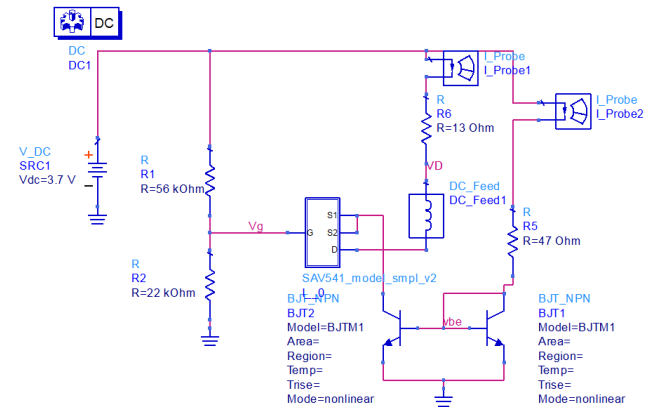 DC
DC
DC1
I_Probe
I_Probe1
I_Probe
I_Probe2
R
R6
R=13 Ohm
V_DC
SRC1
Vdc=3.7 V
+
−
R
R1
R=56 kOhm
VD
DC_Feed
DC_Feed1
Vg
G
S1
S2
D
R
R5
R=47 Ohm
R
R2
R=22 kOhm
SAV541_model_smpl_v2
BJT_NPN
BJT2
Model=BJTM1
Area=
Region=
Temp=
Trise=
Mode=nonlinear
vbe
BJT_NPN
BJT1
Model=BJTM1
Area=
Region=
Temp=
Trise=
Mode=nonlinear